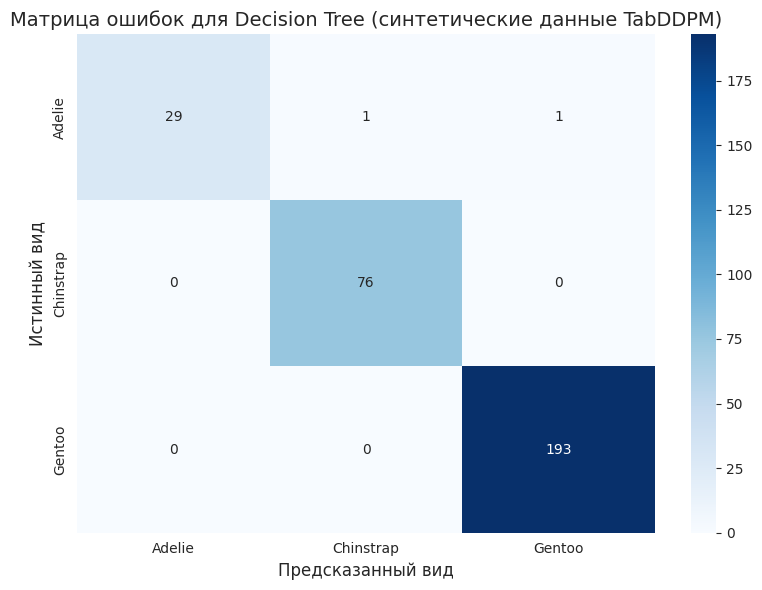 Матрица ошибок для Decision Tree (синтетические данные TabDDPM)
Истинный вид
Adelie
29 1 1
Chinstrap
0 76 0
Gentoo
0 0 193
Adelie Chinstrap Gentoo
Предсказанный вид
175
150
125
100
75
50
25
0